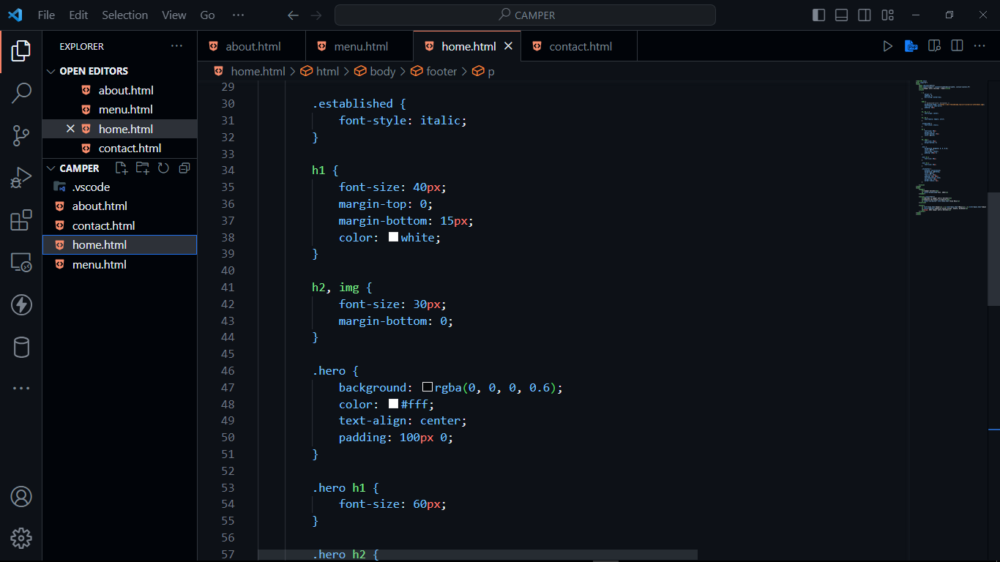 File Edit Selection View Go ···
CAMPER
EXPLORER ···
OPEN EDITORS
about.html
menu.html
home.html
contact.html
CAMPER
.vscode
about.html
contact.html
home.html
menu.html
about.html menu.html home.html contact.html
PHP
home.html > html > body > footer > p
29
30 .established {
31 font-style: italic;
32 }
33
34 h1 {
35 font-size: 40px;
36 margin-top: 0;
37 margin-bottom: 15px;
38 color: white;
39 }
40
41 h2, img {
42 font-size: 30px;
43 margin-bottom: 0;
44 }
45
46 .hero {
47 background: rgba(0, 0, 0, 0.6);
48 color: #fff;
49 text-align: center;
50 padding: 100px 0;
51 }
52
53 .hero h1 {
54 font-size: 60px;
55 }
56
57 .hero h2 {